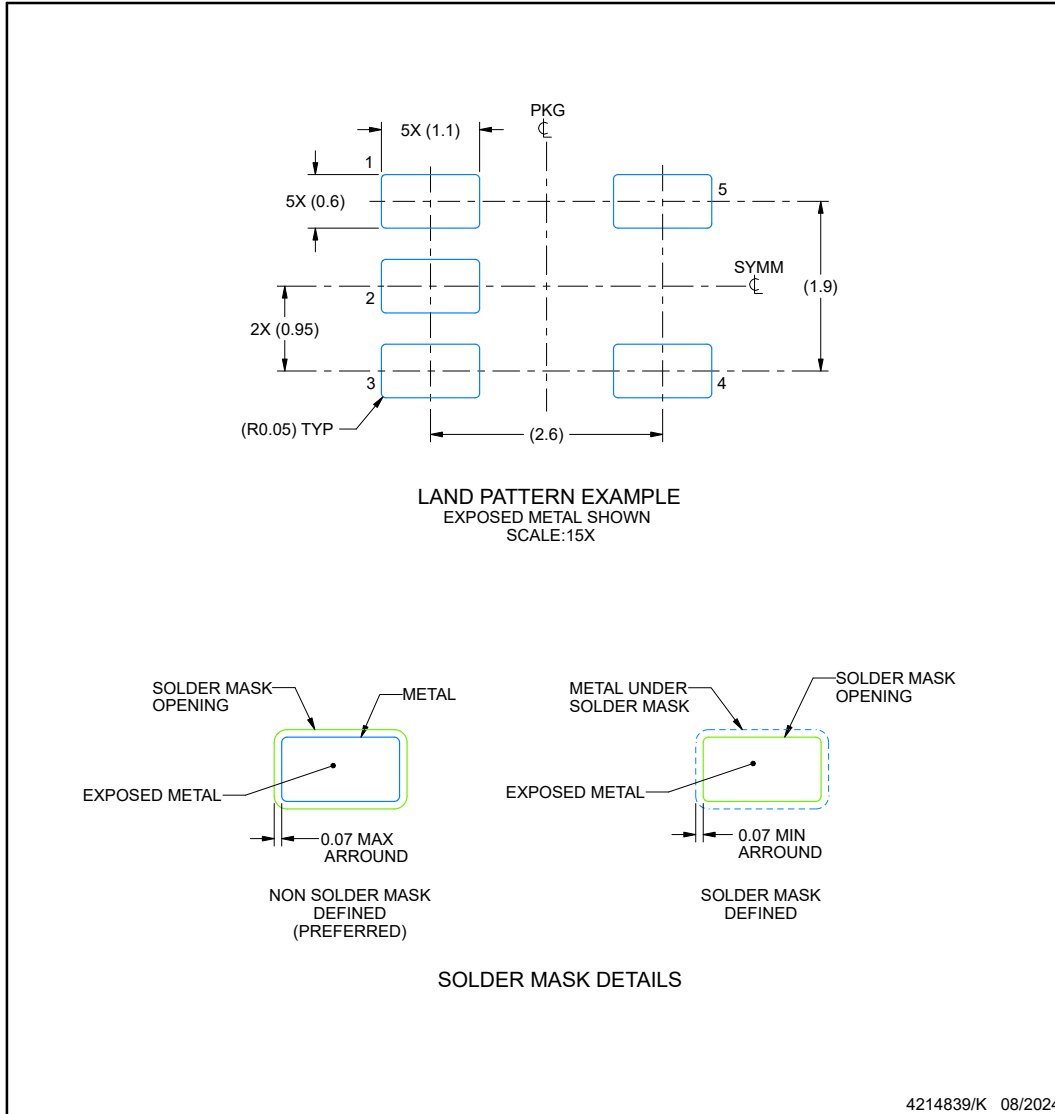 PKG
5X (1.1)
1
5
5X (0.6)
SYMM
(1.9)
2
2X (0.95)
3
4
(R0.05) TYP
(2.6)
LAND PATTERN EXAMPLE
EXPOSED METAL SHOWN
SCALE:15X
SOLDER MASK
OPENING
METAL
EXPOSED METAL
0.07 MAX
ARROUND
NON SOLDER MASK
DEFINED
(PREFERRED)
METAL UNDER
SOLDER MASK
SOLDER MASK
OPENING
EXPOSED METAL
0.07 MIN
ARROUND
SOLDER MASK
DEFINED
SOLDER MASK DETAILS
4214839/K 08/2024